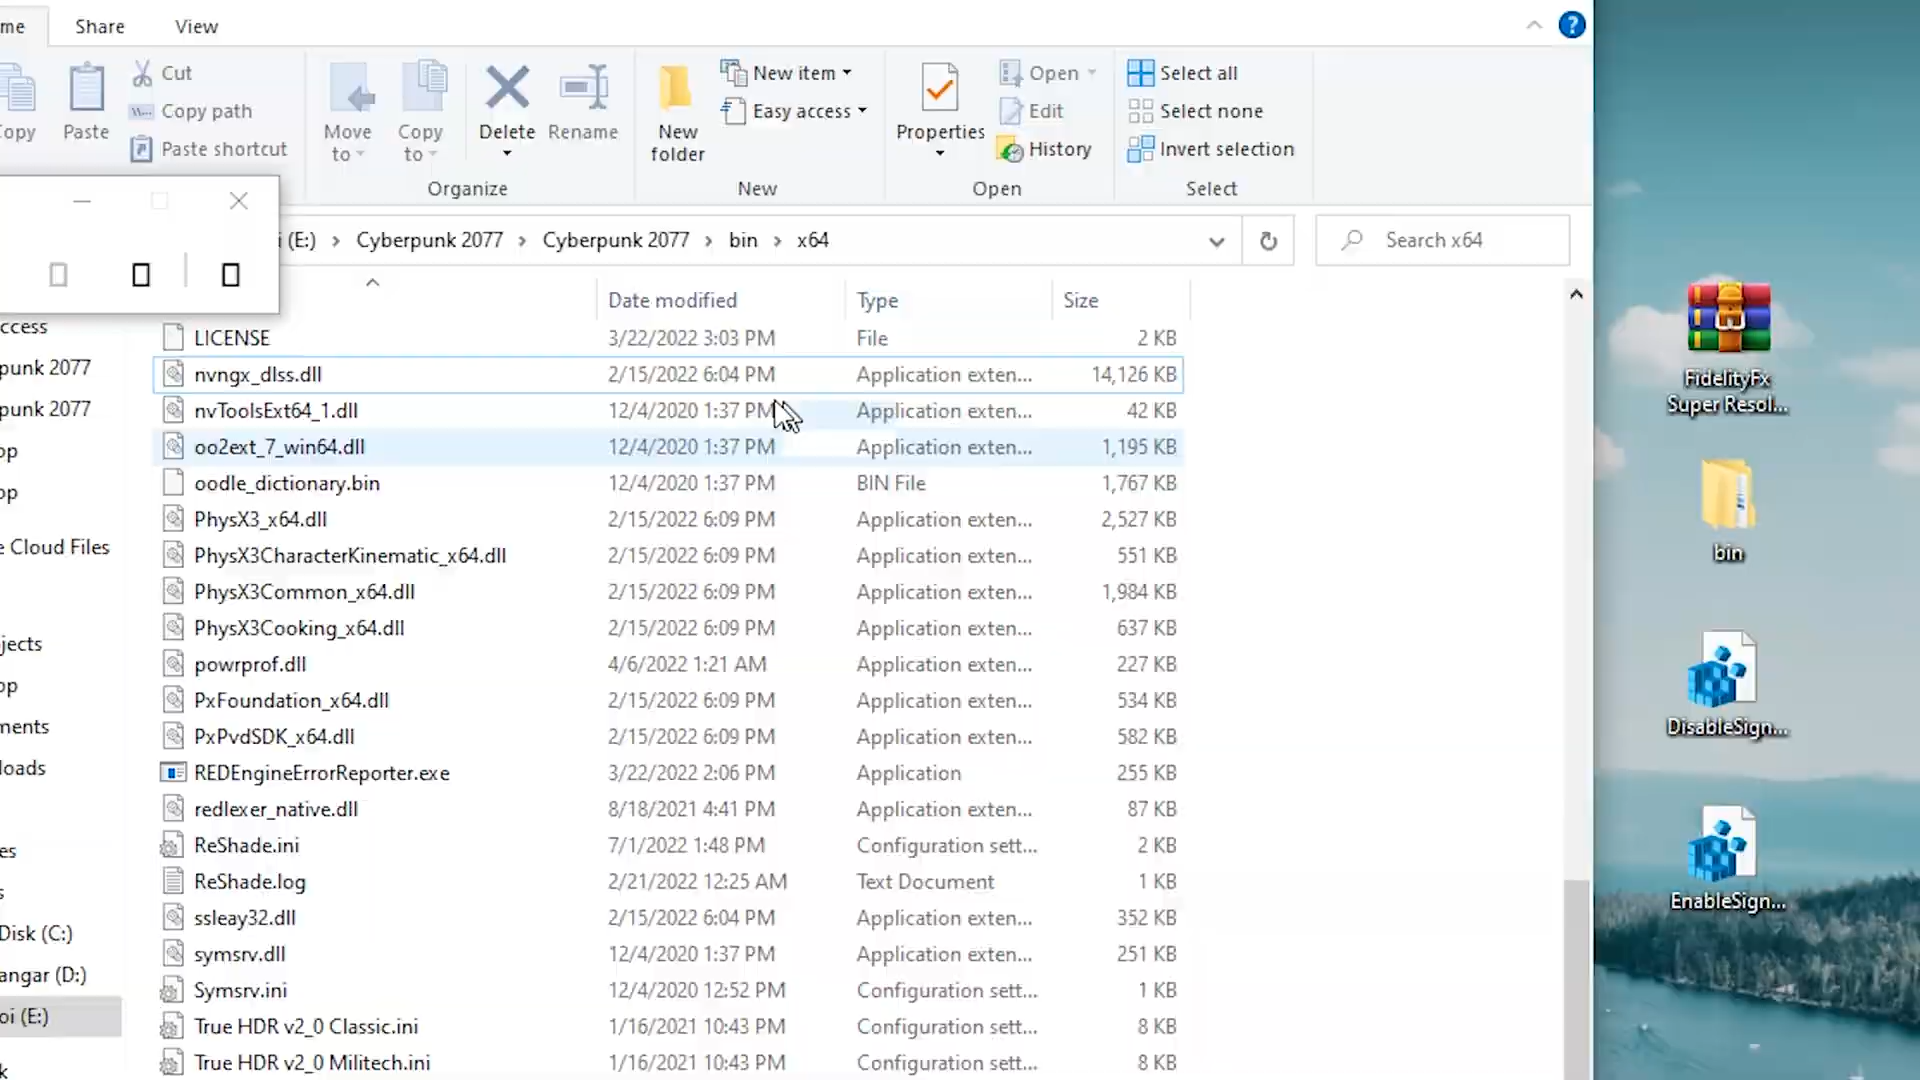 me Share View
Copy
Paste
Cut
Copy path
Paste shortcut
Move to
Copy to
Delete
Rename
Organize
New folder
New item
Easy access
New
Properties
Open
Edit
History
Open
Select all
Select none
Invert selection
Select
i (E:) › Cyberpunk 2077 › Cyberpunk 2077 › bin › x64
Search x64
Date modified Type Size
LICENSE 3/22/2022 3:03 PM File 2 KB
nvngx_dlss.dll 2/15/2022 6:04 PM Application exten... 14,126 KB
nvToolsExt64_1.dll 12/4/2020 1:37 PM Application exten... 42 KB
oo2ext_7_win64.dll 12/4/2020 1:37 PM Application exten... 1,195 KB
oodle_dictionary.bin 12/4/2020 1:37 PM BIN File 1,767 KB
PhysX3_x64.dll 2/15/2022 6:09 PM Application exten... 2,527 KB
PhysX3CharacterKinematic_x64.dll 2/15/2022 6:09 PM Application exten... 551 KB
PhysX3Common_x64.dll 2/15/2022 6:09 PM Application exten... 1,984 KB
PhysX3Cooking_x64.dll 2/15/2022 6:09 PM Application exten... 637 KB
powrprof.dll 4/6/2022 1:21 AM Application exten... 227 KB
PxFoundation_x64.dll 2/15/2022 6:09 PM Application exten... 534 KB
PxPvdSDK_x64.dll 2/15/2022 6:09 PM Application exten... 582 KB
REDEngineErrorReporter.exe 3/22/2022 2:06 PM Application 255 KB
redlexer_native.dll 8/18/2021 4:41 PM Application exten... 87 KB
ReShade.ini 7/1/2022 1:48 PM Configuration sett... 2 KB
ReShade.log 2/21/2022 12:25 AM Text Document 1 KB
ssleay32.dll 2/15/2022 6:04 PM Application exten... 352 KB
symsrv.dll 12/4/2020 1:37 PM Application exten... 251 KB
Symsrv.ini 12/4/2020 12:52 PM Configuration sett... 1 KB
True HDR v2_0 Classic.ini 1/16/2021 10:43 PM Configuration sett... 8 KB
True HDR v2_0 Militech.ini 1/16/2021 10:43 PM Configuration sett... 8 KB
ccess
punk 2077
punk 2077
op
op
e Cloud Files
jects
op
ments
loads
es
s
Disk (C:)
angar (D:)
oi (E:)
k
FidelityFx
Super Resol...
bin
DisableSign...
EnableSign...